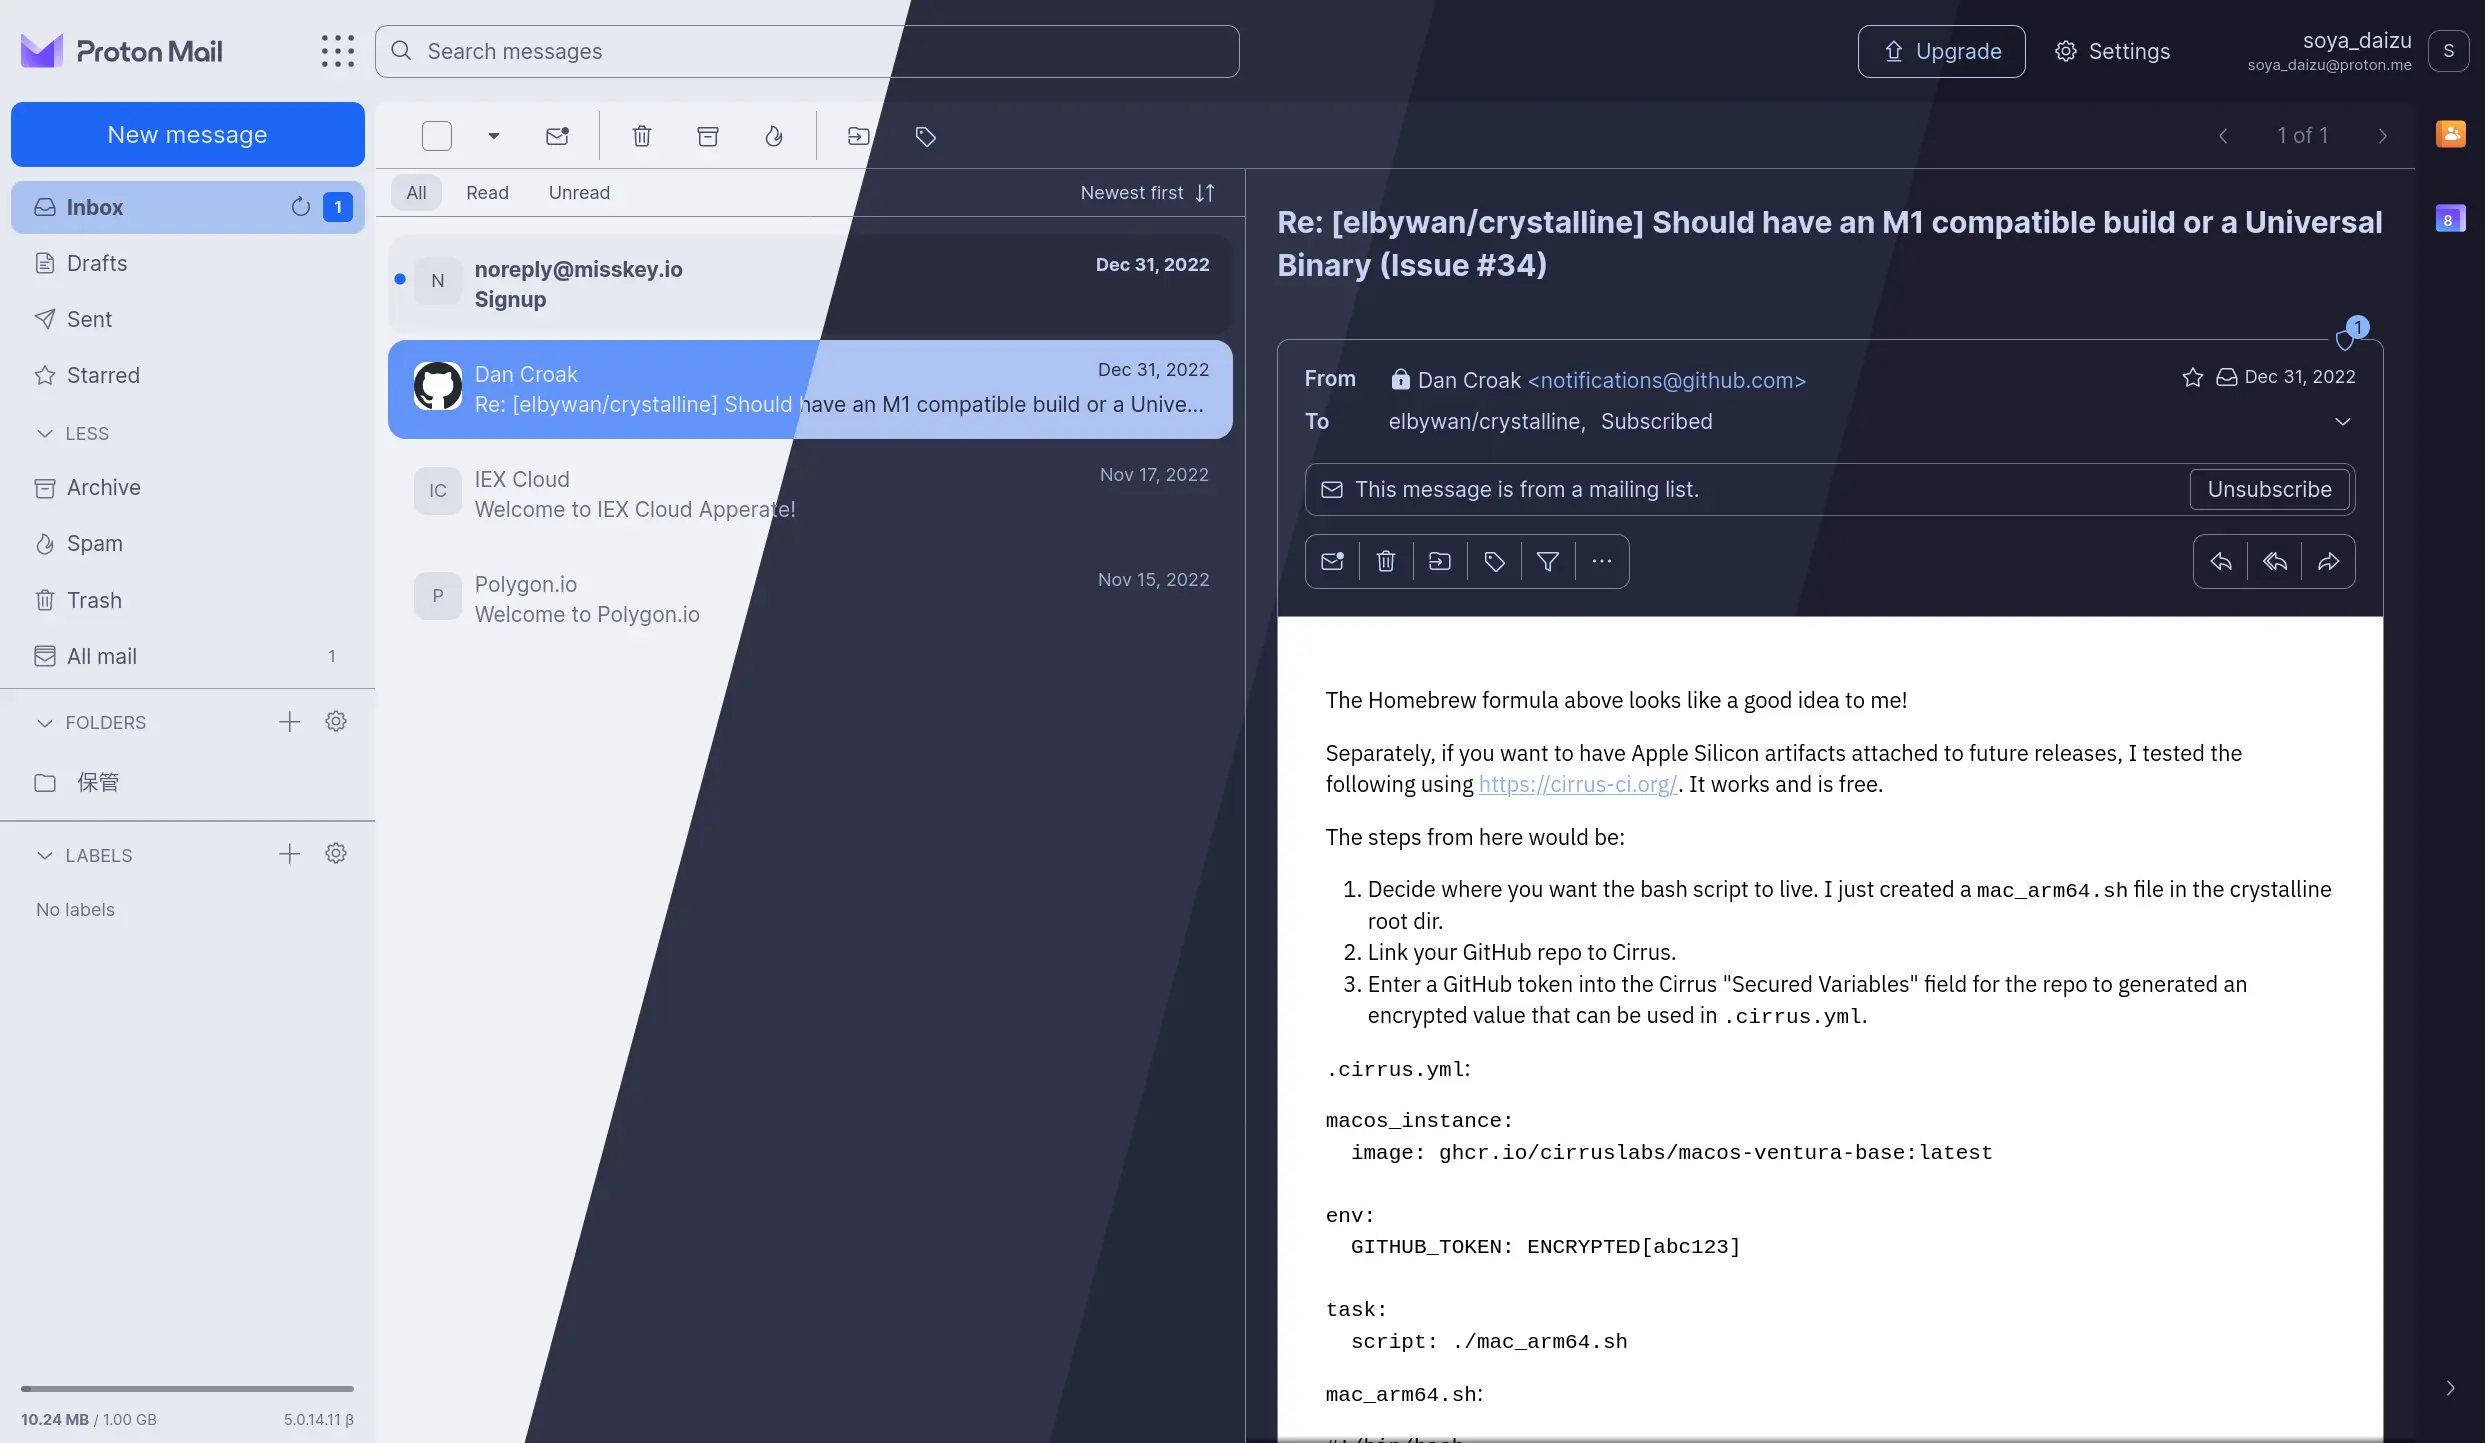 Proton Mail
Search messages
Upgrade
Settings
soya_daizu
soya_daizu@proton.me
S
New message
Inbox
1
Drafts
Sent
Starred
LESS
Archive
Spam
Trash
All mail
1
FOLDERS
保管
LABELS
No labels
10.24 MB / 1.00 GB
5.0.14.11 β
All
Read
Unread
Newest first
N
noreply@misskey.io
Dec 31, 2022
Signup
Dan Croak
Dec 31, 2022
Re: [elbywan/crystalline] Should have an M1 compatible build or a Unive...
IC
IEX Cloud
Nov 17, 2022
Welcome to IEX Cloud Apperate!
P
Polygon.io
Nov 15, 2022
Welcome to Polygon.io
1 of 1
8
Re: [elbywan/crystalline] Should have an M1 compatible build or a Universal
Binary (Issue #34)
1
From
Dan Croak <notifications@github.com>
Dec 31, 2022
To
elbywan/crystalline, Subscribed
This message is from a mailing list.
Unsubscribe
The Homebrew formula above looks like a good idea to me!
Separately, if you want to have Apple Silicon artifacts attached to future releases, I tested the
following using https://cirrus-ci.org/. It works and is free.
The steps from here would be:
1. Decide where you want the bash script to live. I just created a mac_arm64.sh file in the crystalline
root dir.
2. Link your GitHub repo to Cirrus.
3. Enter a GitHub token into the Cirrus "Secured Variables" field for the repo to generated an
encrypted value that can be used in .cirrus.yml.
.cirrus.yml:
macos_instance:
image: ghcr.io/cirruslabs/macos-ventura-base:latest
env:
GITHUB_TOKEN: ENCRYPTED[abc123]
task:
script: ./mac_arm64.sh
mac_arm64.sh: